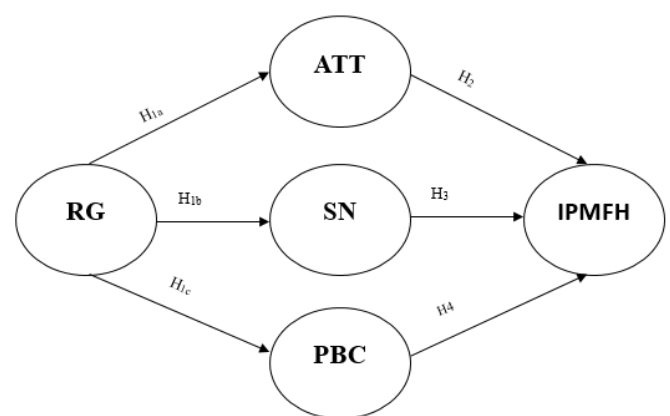 ATT
H1a
H2
RG
H1b
SN
H3
IPMFH
H1c
PBC
H4